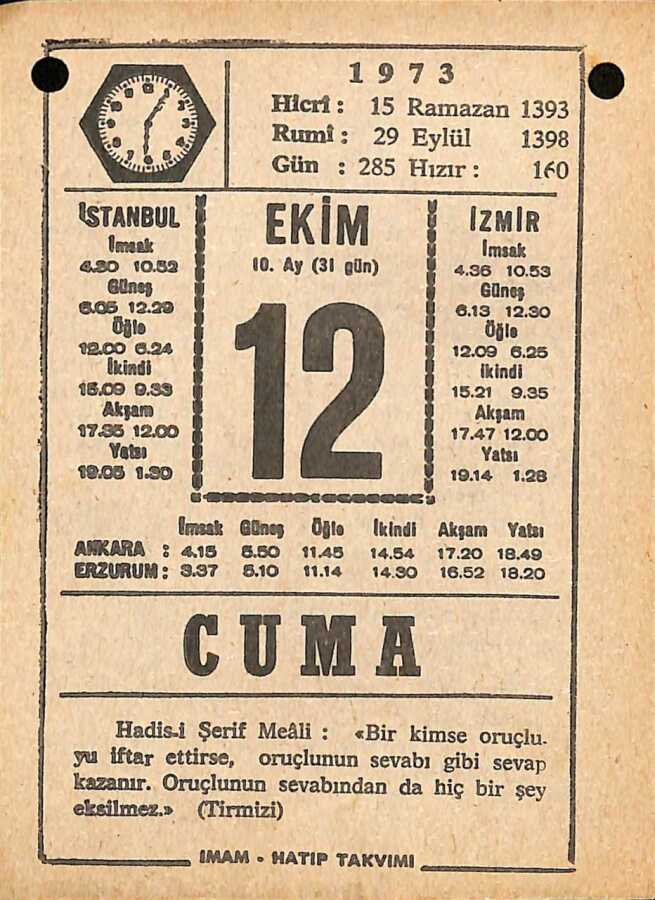 1 9 7 3
Hicrî : 15 Ramazan 1393
Rumî : 29 Eylül 1398
Gün : 285 Hızır : 160
İSTANBUL
İmsak
4.30 10.52
Güneş
6.05 12.29
Öğle
12.00 6.24
İkindi
15.09 9.33
Akşam
17.35 12.00
Yatsı
19.05 1.30
EKİM
10. Ay (31 gün)
12
İZMİR
İmsak
4.36 10.53
Güneş
6.13 12.30
Öğle
12.09 6.25
İkindi
15.21 9.35
Akşam
17.47 12.00
Yatsı
19.14 1.28
İmsak Güneş Öğle İkindi Akşam Yatsı
ANKARA : 4.15 5.50 11.45 14.54 17.20 18.49
ERZURUM : 3.37 5.10 11.14 14.30 16.52 18.20
CUMA
Hadis-i Şerif Meâli : «Bir kimse oruçlu-
yu iftar ettirse, oruçlunun sevabı gibi sevap
kazanır. Oruçlunun sevabından da hiç bir şey
eksilmez.» (Tirmizi)
İMAM - HATİP TAKVİMİ